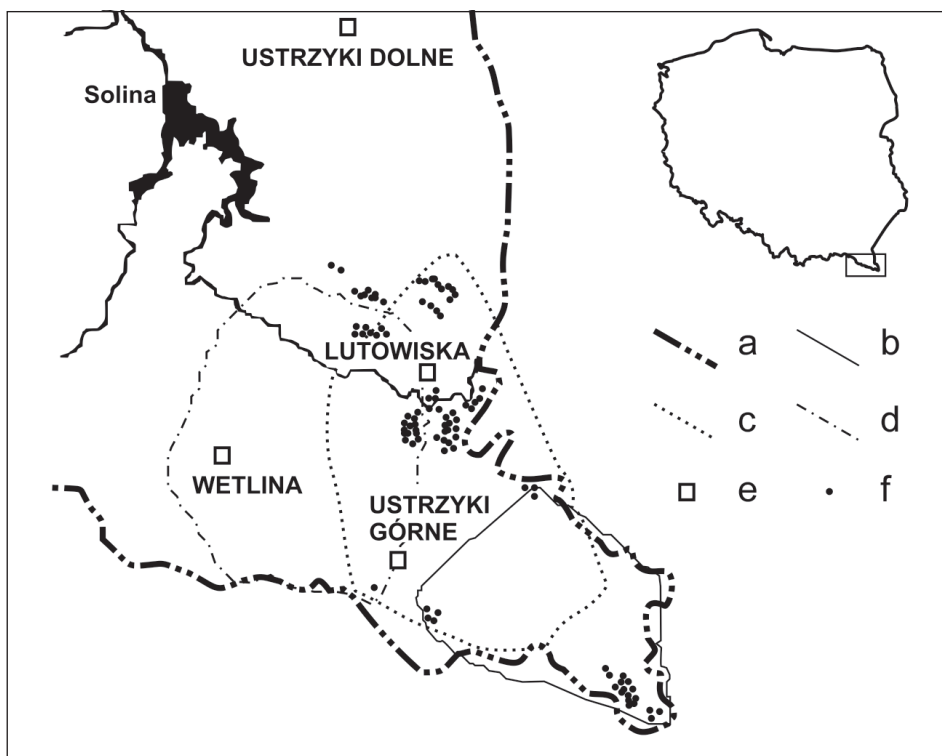 USTRZYKI DOLNE
Solina
LUTOWISKA
WETLINA
USTRZYKI
GÓRNE
a
b
c
d
e
f